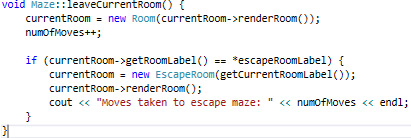 void Maze::leaveCurrentRoom() {
    currentRoom = new Room(currentRoom->renderRoom());
    numOfMoves++;

    if (currentRoom->getRoomLabel() == *escapeRoomLabel) {
        currentRoom = new EscapeRoom(getCurrentRoomLabel());
        currentRoom->renderRoom();
        cout << "Moves taken to escape maze: " << numOfMoves << endl;
    }
}